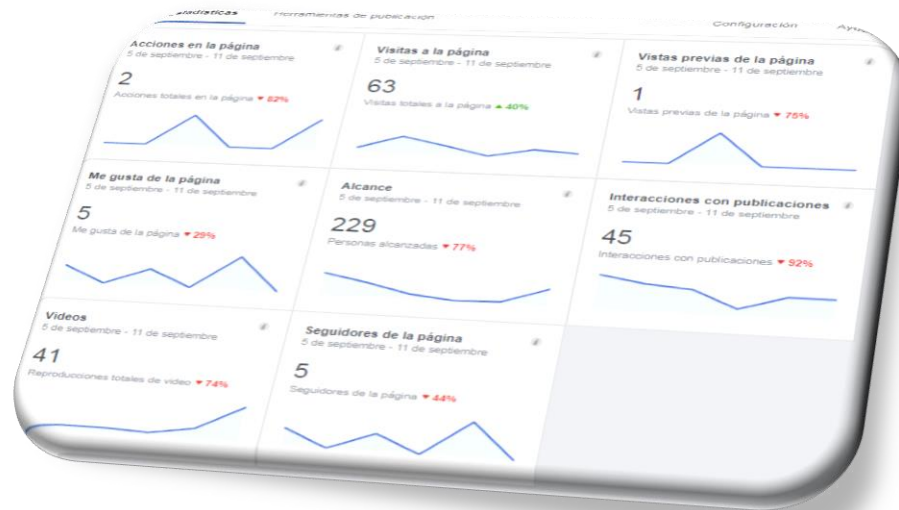 Estadísticas
Herramientas de publicación
Configuración
Acciones en la página
5 de septiembre - 11 de septiembre
2
Acciones totales en la página ▼ 82%
Visitas a la página
5 de septiembre - 11 de septiembre
63
Visitas totales a la página ▲ 40%
Vistas previas de la página
5 de septiembre - 11 de septiembre
1
Vistas previas de la página ▼ 75%
Me gusta de la página
5 de septiembre - 11 de septiembre
5
Me gusta de la página ▼ 29%
Alcance
5 de septiembre - 11 de septiembre
229
Personas alcanzadas ▼ 77%
Interacciones con publicaciones
5 de septiembre - 11 de septiembre
45
Interacciones con publicaciones ▼ 92%
Videos
5 de septiembre - 11 de septiembre
41
Reproducciones totales de video ▼ 74%
Seguidores de la página
5 de septiembre - 11 de septiembre
5
Seguidores de la página ▼ 44%